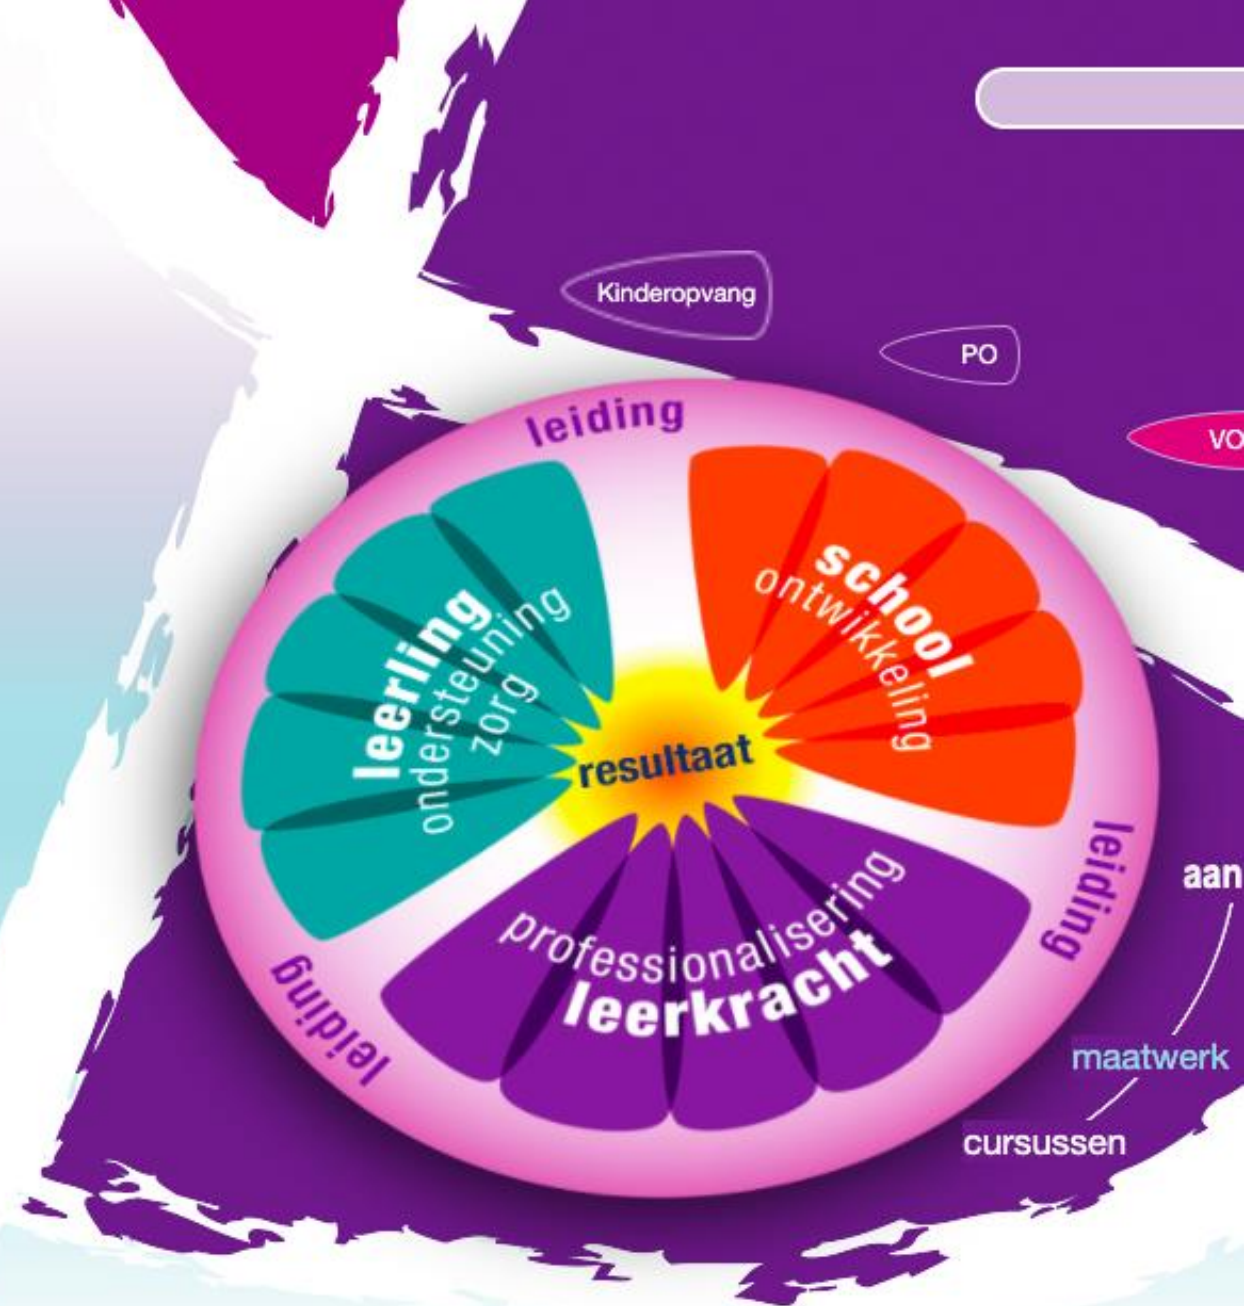 Kinderopvang
PO
VO
leiding
school
ontwikkeling
leerling
ondersteuning
zorg
resultaat
professionalisering
leerkracht
leiding
leiding
aan
maatwerk
cursussen